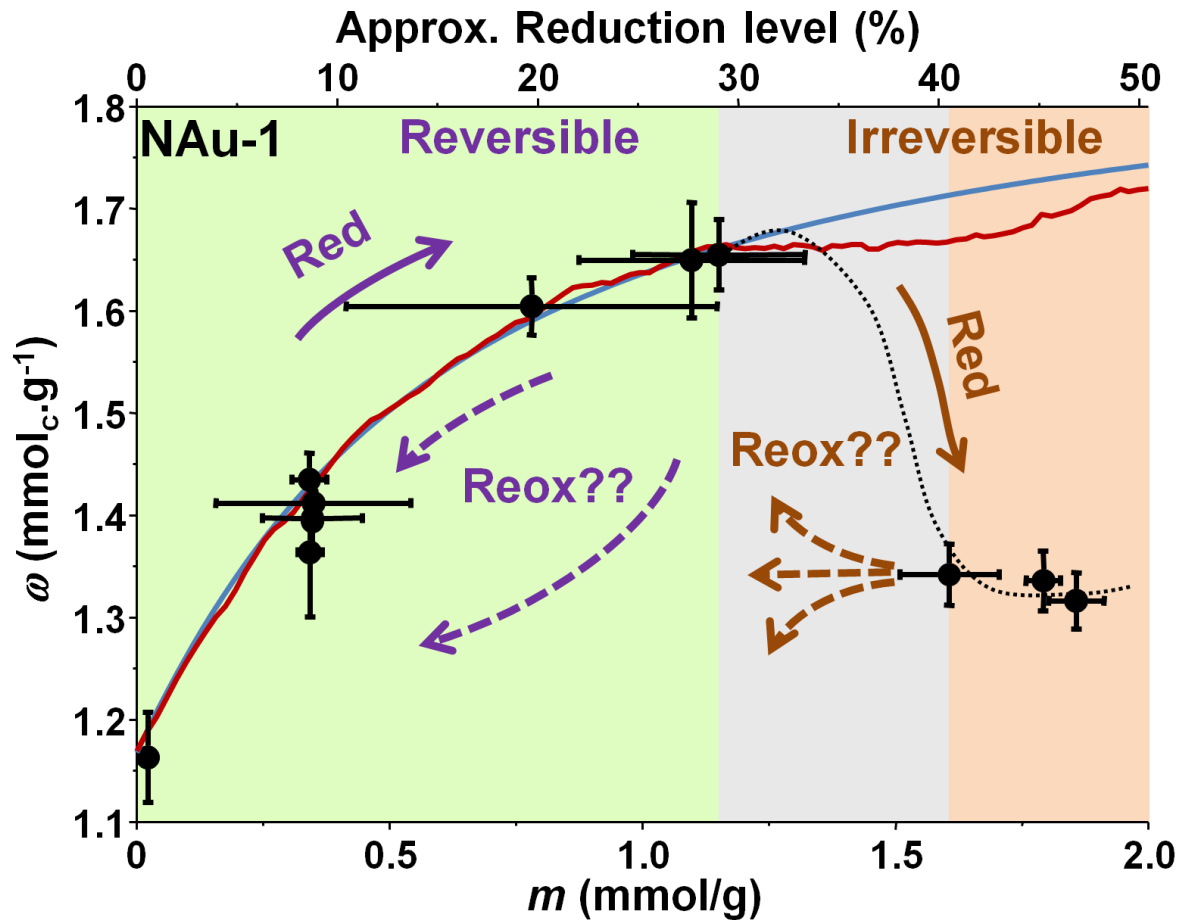 Approx. Reduction level (%)
0 10 20 30 40 50
NAu-1 Reversible Irreversible
1.8
1.7
1.6
1.5
1.4
1.3
1.2
1.1
ω (mmolc.g⁻¹)
Red
Red
Reox??
Reox??
0 0.5 1.0 1.5 2.0
m (mmol/g)